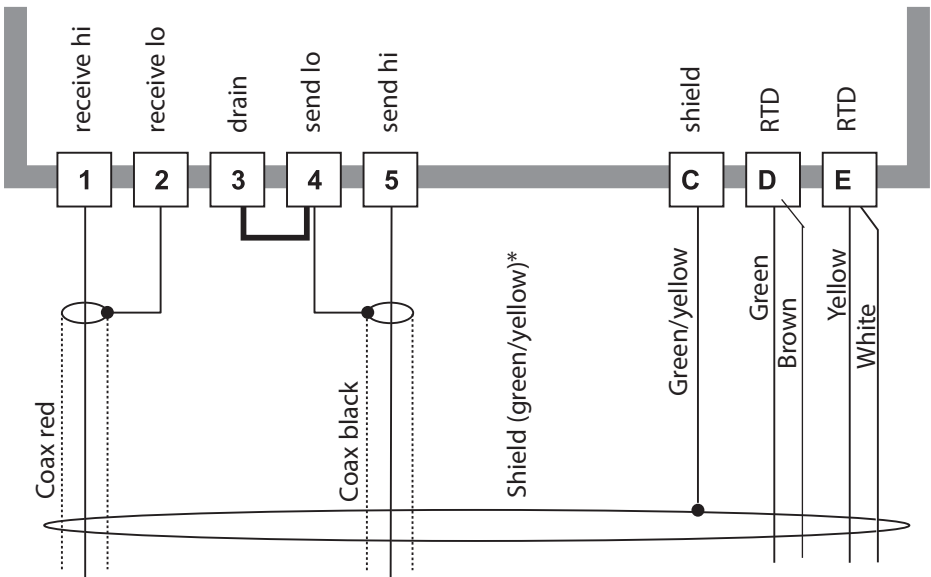 receive hi
receive lo
drain
send lo
send hi
shield
RTD
RTD
1
2
3
4
5
C
D
E
Coax red
Coax black
Shield (green/yellow)*
Green/yellow
Green
Brown
Yellow
White